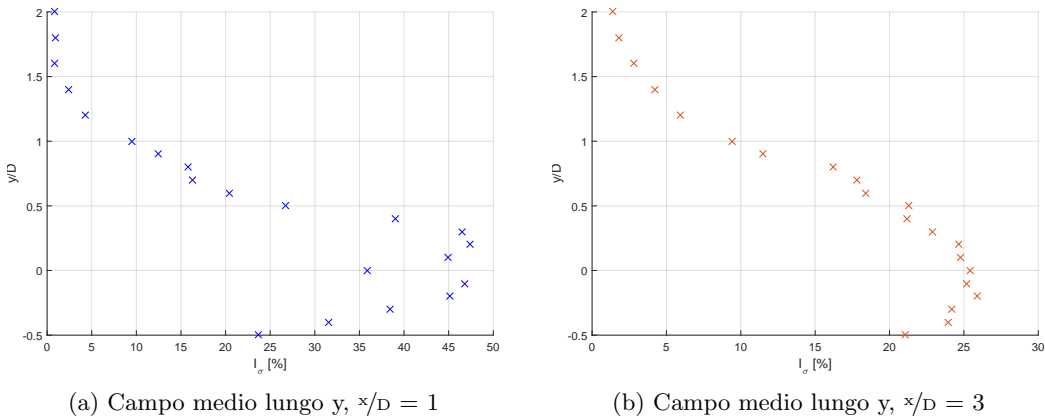 2
1.5
1
0.5
0
-0.5
y/D
0 5 10 15 20 25 30 35 40 45 50
I_σ [%]
(a) Campo medio lungo y, x/D = 1
2
1.5
1
0.5
0
-0.5
y/D
0 5 10 15 20 25 30
I_σ [%]
(b) Campo medio lungo y, x/D = 3